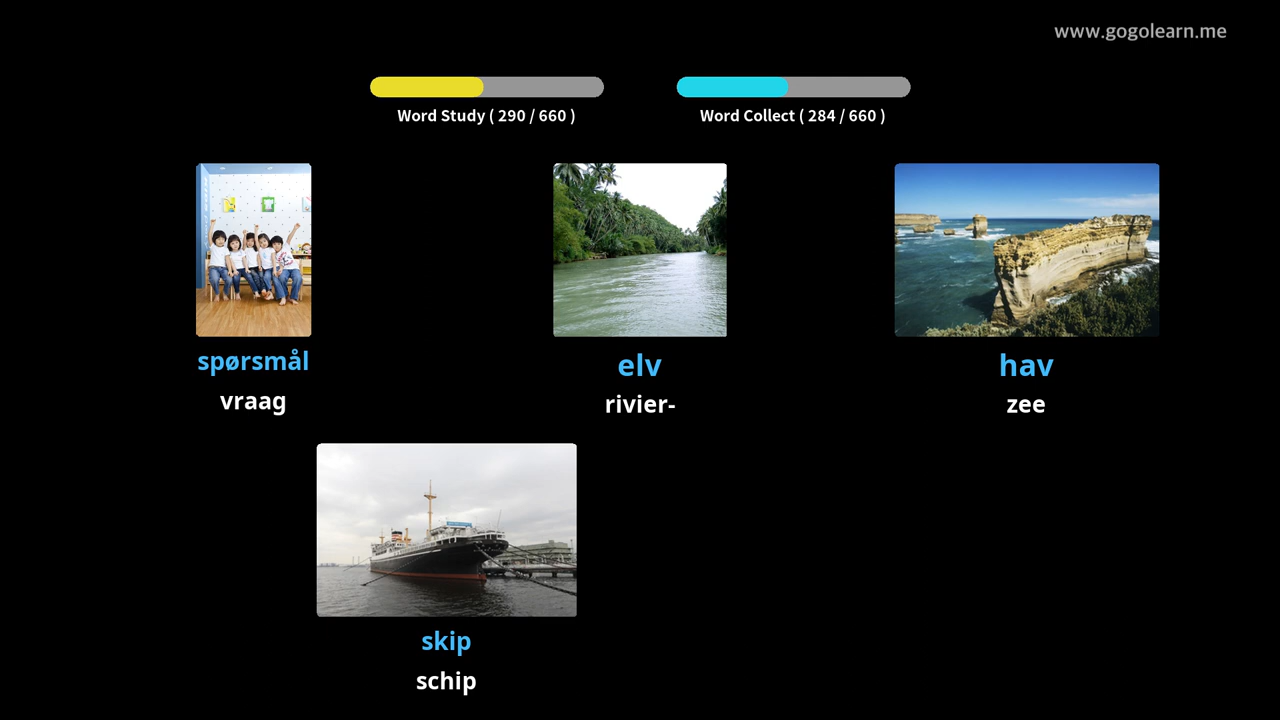 www.gogolearn.me
Word Study ( 290 / 660 )
Word Collect ( 284 / 660 )
spørsmål
vraag
elv
rivier-
hav
zee
skip
schip